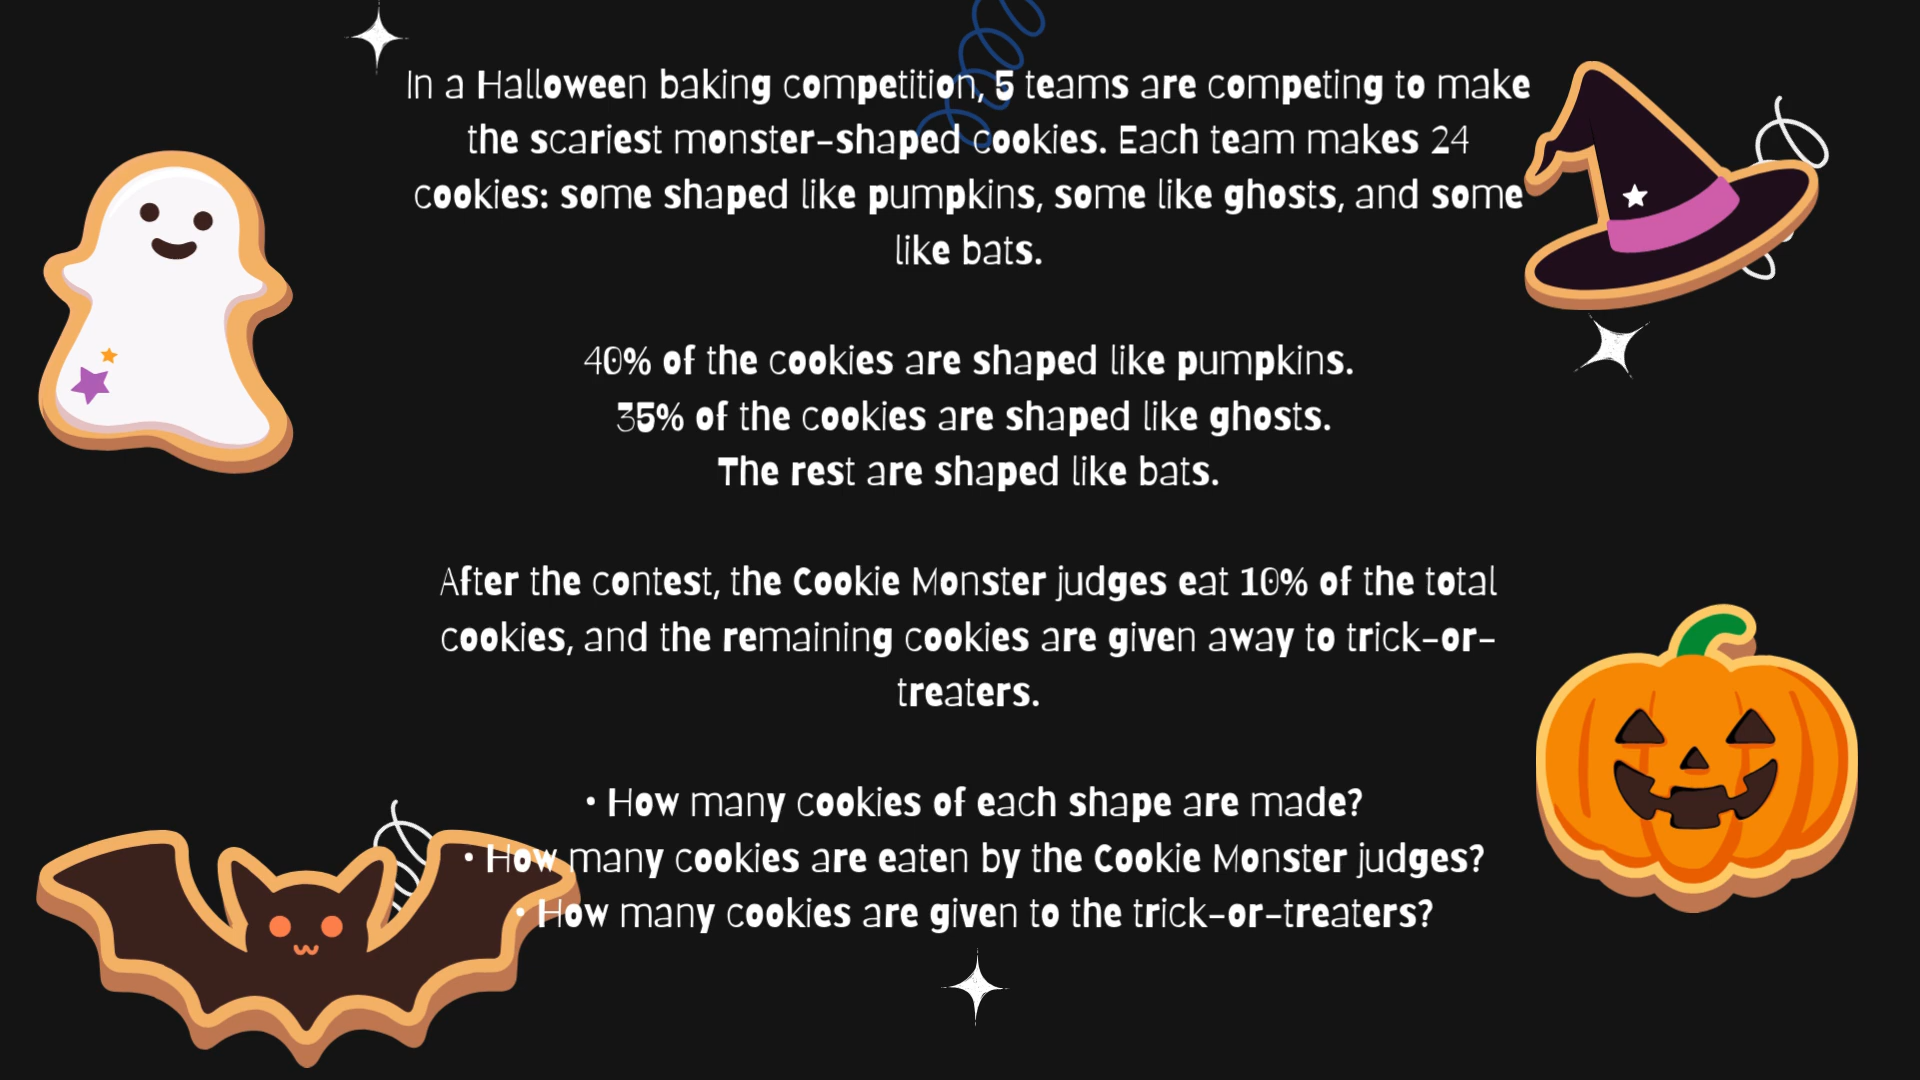 In a Halloween baking competition, 5 teams are competing to make
the scariest monster-shaped cookies. Each team makes 24
cookies: some shaped like pumpkins, some like ghosts, and some
like bats.
40% of the cookies are shaped like pumpkins.
35% of the cookies are shaped like ghosts.
The rest are shaped like bats.
After the contest, the Cookie Monster judges eat 10% of the total
cookies, and the remaining cookies are given away to trick-or-
treaters.
• How many cookies of each shape are made?
• How many cookies are eaten by the Cookie Monster judges?
• How many cookies are given to the trick-or-treaters?